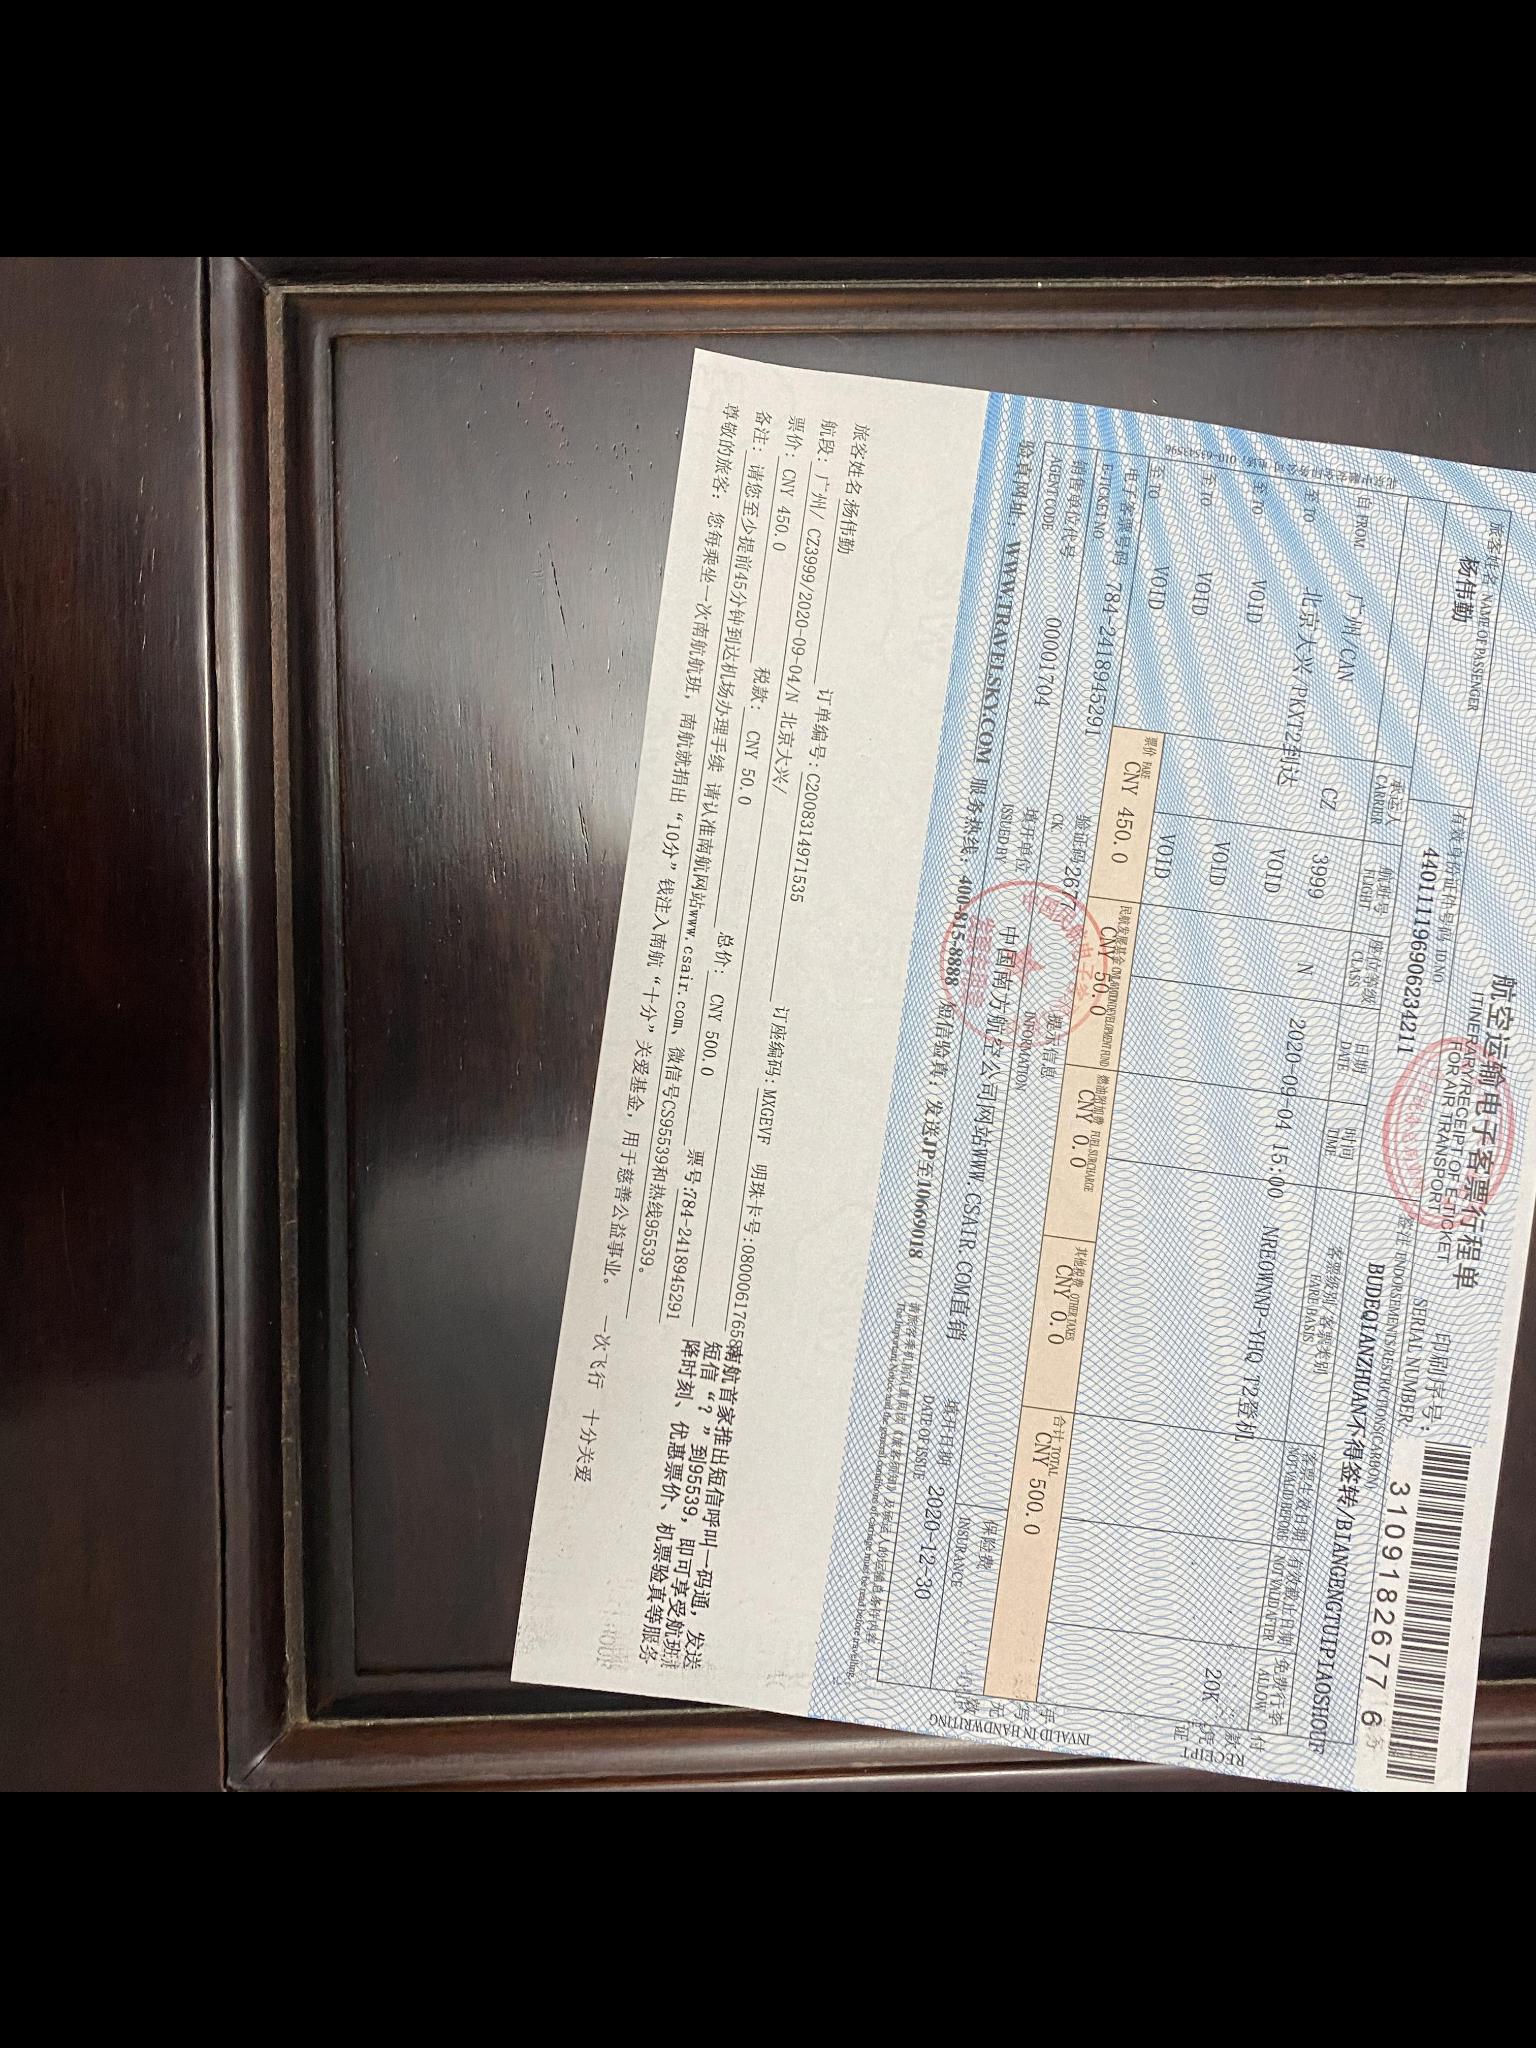 航空运输电子客票行程单
ITINERARY/RECEIPT OF E-TICKET
FOR AIR TRANSPORT
印刷序号:
SERIAL NUMBER:
3109182677 6
旅客姓名 NAME OF PASSENGER
杨伟勤
有效身份证件号码 ID.NO
440111196906234211
签注 ENDORSEMENTS/RESTRICTIONS(CARBON)
BUDEQIANZHUAN不得签转/BIANGENGTUIPIAOSHOUF
承运人 CARRIER
航班号 FLIGHT
座位等级 CLASS
日期 DATE
时间 TIME
客票级别/客票类别 FARE BASIS
客票生效日期 NOT VALID BEFORE
有效截止日期 NOT VALID AFTER
免费行李 ALLOW
自 FROM 广州 CAN CZ 3999 N 2020-09-04 15:00 NREOWNNP-YHQ T2登机 20K
至 TO 北京大兴/PKXT2到达 VOID
至 TO VOID VOID
至 TO VOID VOID
至 TO VOID
票价 FARE CNY 450.0
民航发展基金 CNY 50.0
燃油附加费 FUEL SURCHARGE CNY 0.0
其他税费 OTHER TAXES CNY 0.0
合计 TOTAL CNY 500.0
电子客票号码 E-TICKET NO 784-2418945291
验证码 CK 2677
提示信息 INFORMATION
保险费 INSURANCE
销售单位代号 AGENT CODE 00001704
填开单位 ISSUED BY 中国南方航空公司网站WWW.CSAIR.COM直销
填开日期 DATE OF ISSUE 2020-12-30
验真网址: WWW.TRAVELSKY.COM 服务热线: 400-815-8888 短信验真: 发送JP至10669018
付款凭证 RECEIPT
手写无效 INVALID IN HANDWRITING
旅客姓名:杨伟勤 订单编号:C2008314971535 订座编码:MXGEVF 明珠卡号:0800061765
航段:广州/ CZ3999/2020-09-04/N 北京大兴/
票价: CNY 450.0 税款: CNY 50.0 总价: CNY 500.0 票号:784-2418945291
备注: 请您至少提前45分钟到达机场办理手续 请认准南航网站www.csair.com、微信号CS95539和热线95539。
尊敬的旅客: 您每乘坐一次南航航班, 南航就捐出“10分”钱注入南航“十分”关爱基金, 用于慈善公益事业。 一次飞行 十分关爱
南航首家推出短信呼叫一码通, 发送
短信“?”到95539, 即可享受航班
降时刻、优惠票价、机票验真等服务